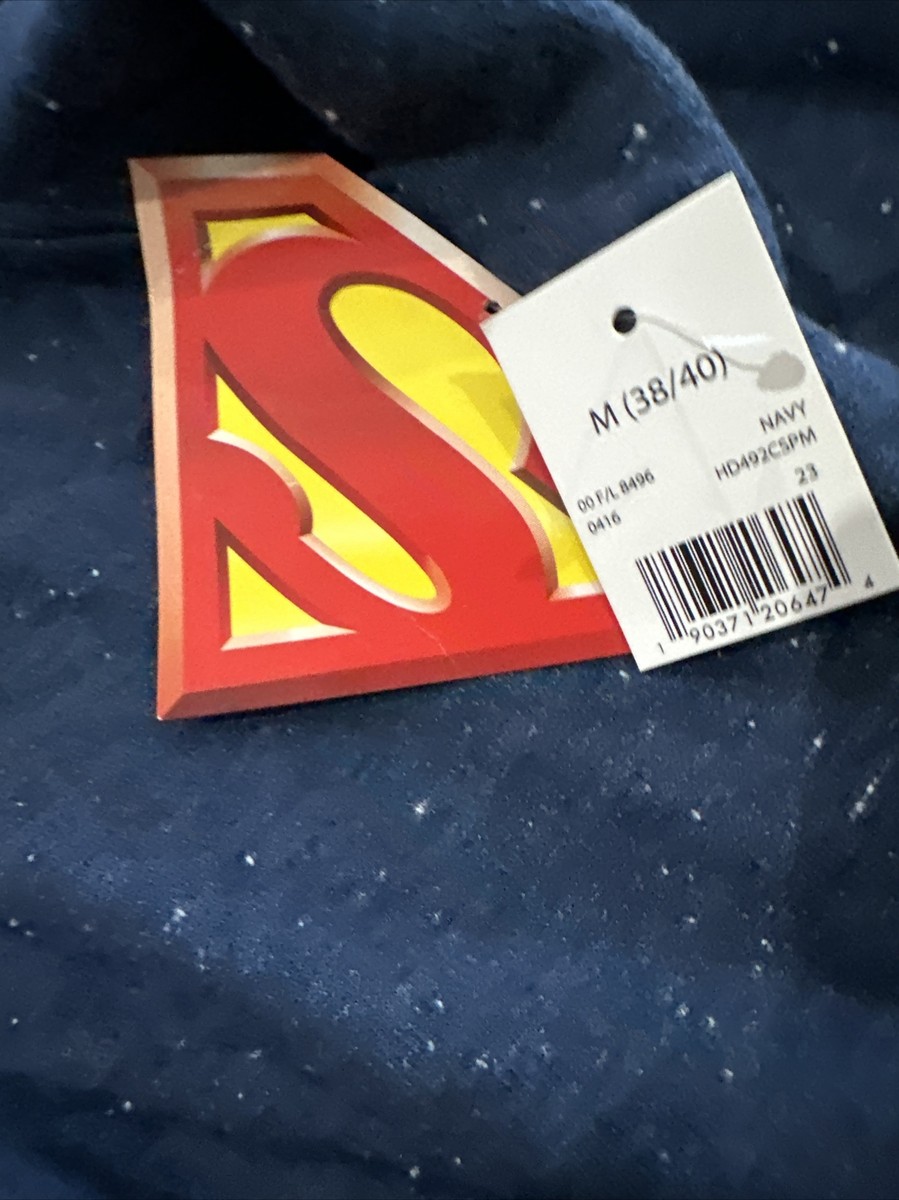 S
M (38/40)
NAVY
HD492CSPM
00 F/L 8496
23
0416
1 90371 20647 4